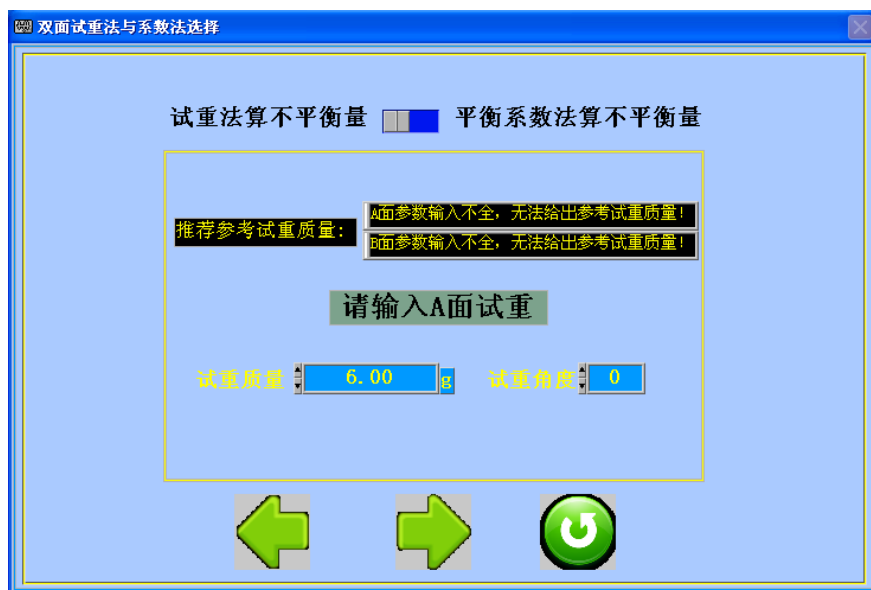 双面试重法与系数法选择
试重法算不平衡量 平衡系数法算不平衡量
A面参数输入不全，无法给出参考试重质量！
推荐参考试重质量：
B面参数输入不全，无法给出参考试重质量！
请输入A面试重
试重质量 6.00 g 试重角度 0